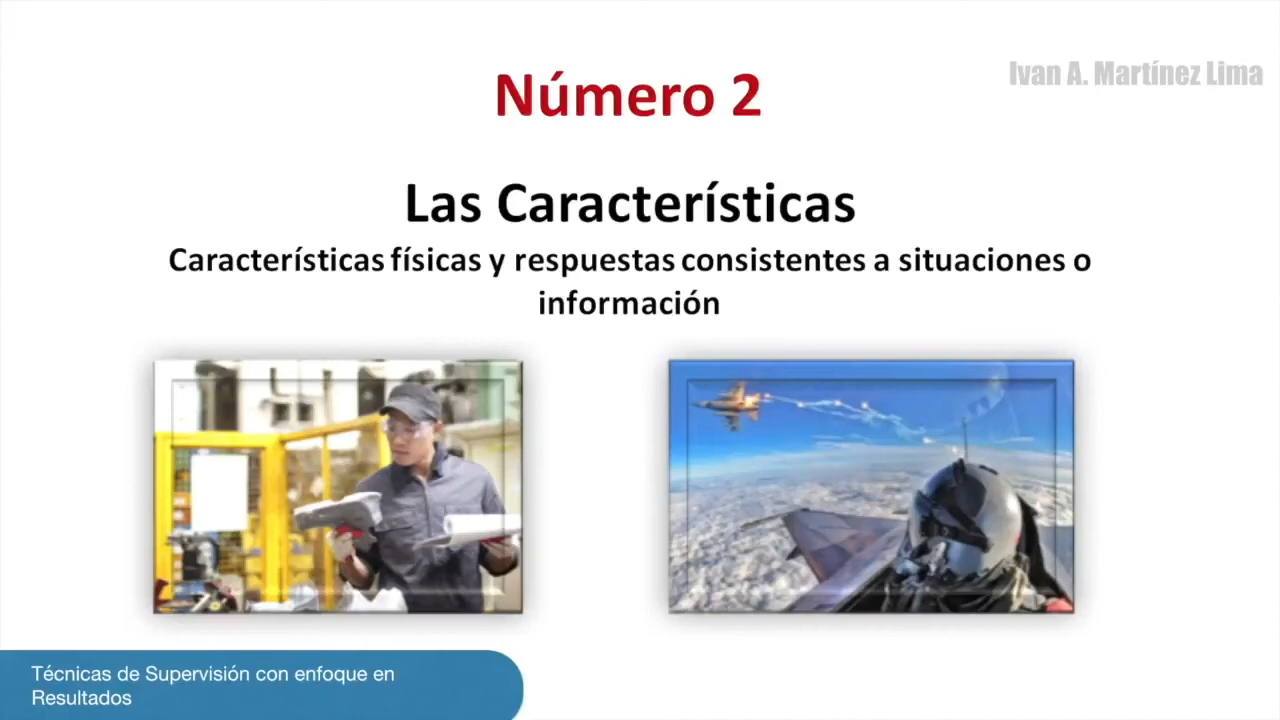 Ivan A. Martínez Lima
Número 2
Las Características
Características físicas y respuestas consistentes a situaciones o
información
Técnicas de Supervisión con enfoque en
Resultados